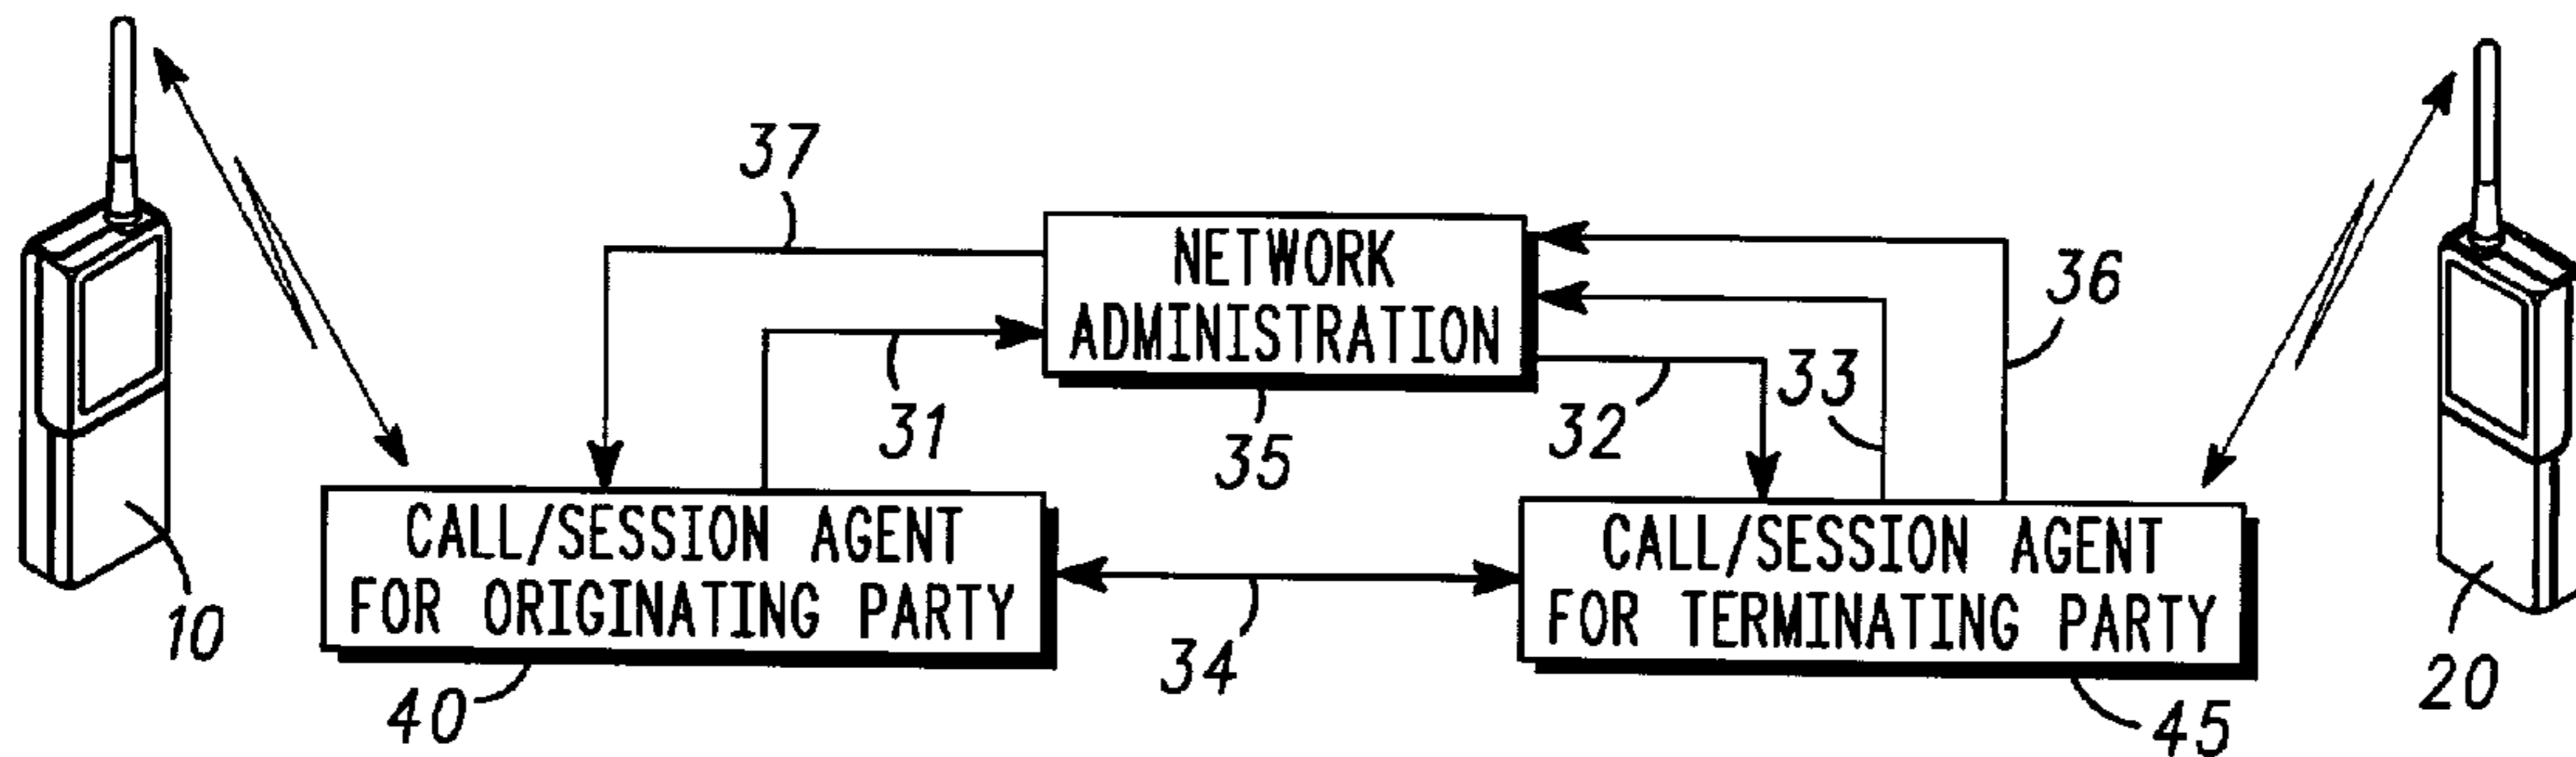 37
NETWORK
ADMINISTRATION
36
31
35
32
33
CALL/SESSION AGENT
FOR ORIGINATING PARTY
CALL/SESSION AGENT
FOR TERMINATING PARTY
10
40
34
20
45